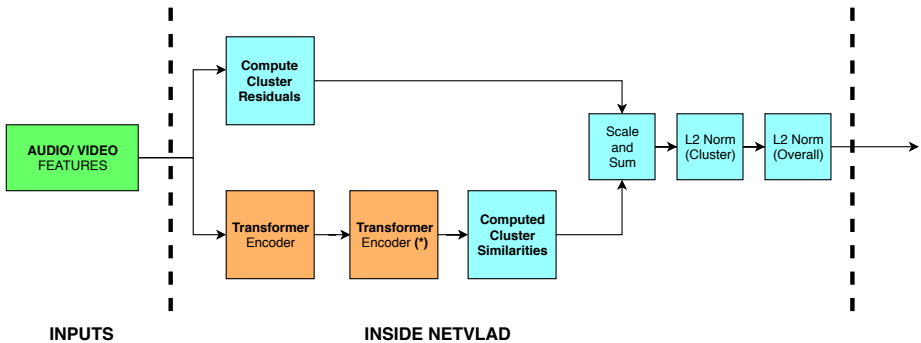 AUDIO/ VIDEO
FEATURES
Compute
Cluster
Residuals
Transformer
Encoder
Transformer
Encoder (*)
Computed
Cluster
Similarities
Scale
and
Sum
L2 Norm
(Cluster)
L2 Norm
(Overall)
INPUTS
INSIDE NETVLAD